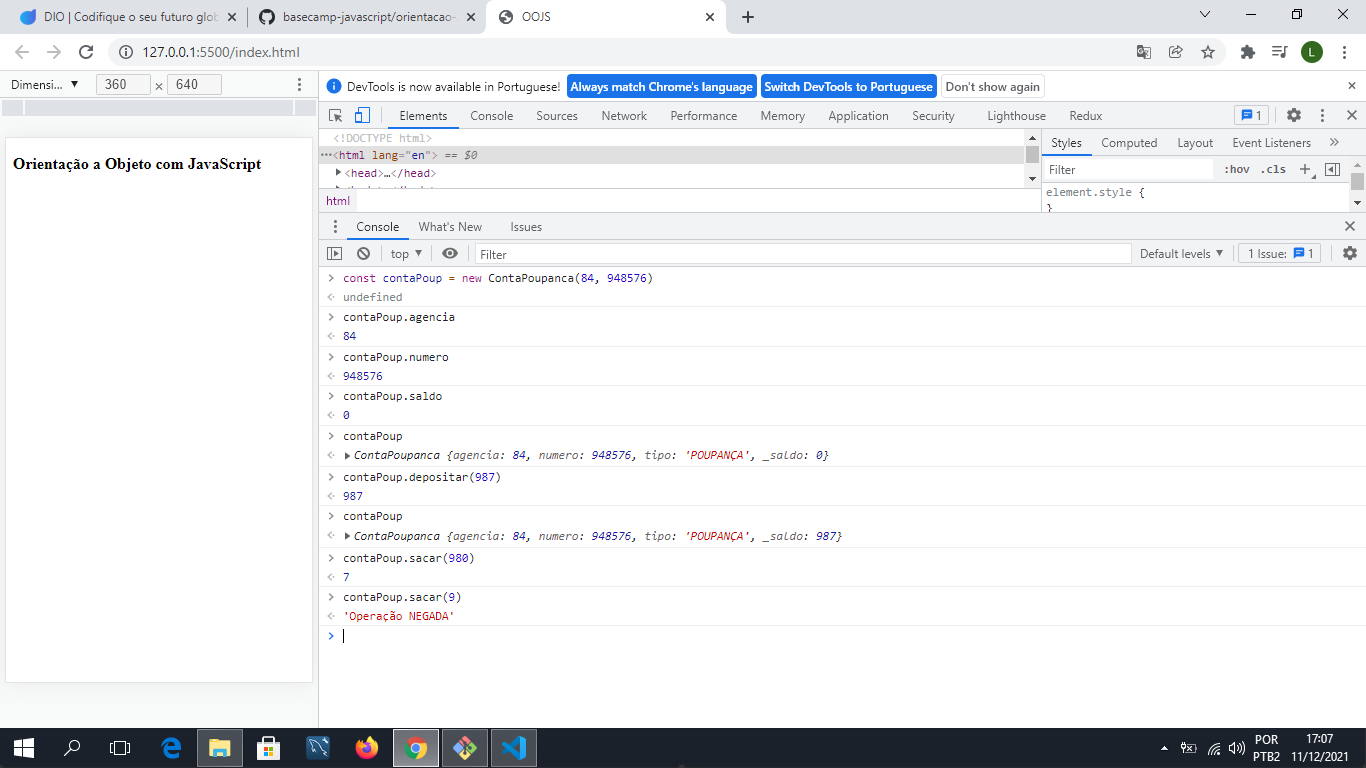 DIO | Codifique o seu futuro glob
basecamp-javascript/orientacao-
OOJS
127.0.0.1:5500/index.html
L
Dimensi... ▼ 360 × 640
DevTools is now available in Portuguese! Always match Chrome's language Switch DevTools to Portuguese Don't show again
Elements Console Sources Network Performance Memory Application Security Lighthouse Redux 1
<!DOCTYPE html>
<html lang="en"> == $0
<head>…</head>
html
Styles Computed Layout Event Listeners »
Filter :hov .cls +
element.style {
}
Orientação a Objeto com JavaScript
Console What's New Issues
top ▼ Filter Default levels ▼ 1 Issue: 1
const contaPoup = new ContaPoupanca(84, 948576)
undefined
contaPoup.agencia
84
contaPoup.numero
948576
contaPoup.saldo
0
contaPoup
ContaPoupanca {agencia: 84, numero: 948576, tipo: 'POUPANÇA', _saldo: 0}
contaPoup.depositar(987)
987
contaPoup
ContaPoupanca {agencia: 84, numero: 948576, tipo: 'POUPANÇA', _saldo: 987}
contaPoup.sacar(980)
7
contaPoup.sacar(9)
'Operação NEGADA'
POR
PTB2
17:07
11/12/2021